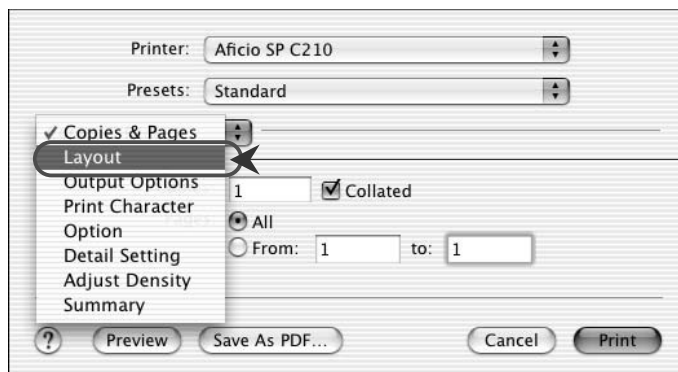 Printer: Aficio SP C210
Presets: Standard
✓ Copies & Pages
Layout
Output Options
Print Character
Option
Detail Setting
Adjust Density
Summary
1 Collated
All
From: 1 to: 1
? Preview Save As PDF... Cancel Print